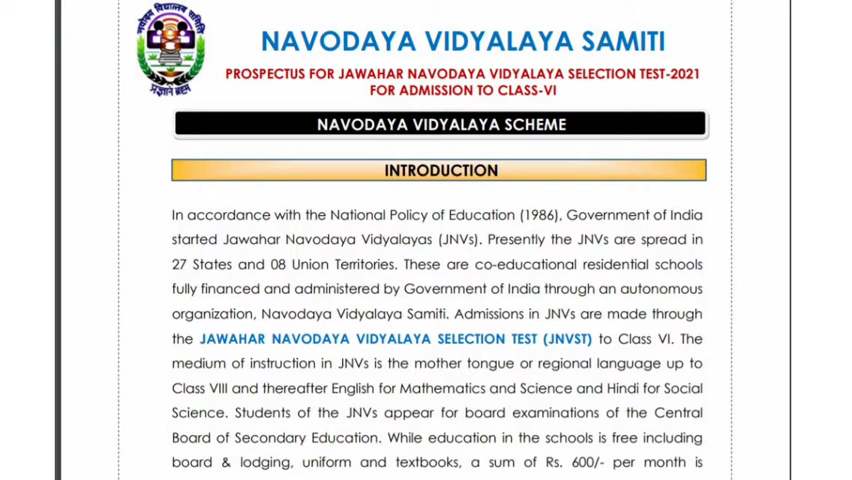 नवोदय विद्यालय समिति
प्रज्ञानं ब्रह्म
NAVODAYA VIDYALAYA SAMITI
PROSPECTUS FOR JAWAHAR NAVODAYA VIDYALAYA SELECTION TEST-2021
FOR ADMISSION TO CLASS-VI
NAVODAYA VIDYALAYA SCHEME
INTRODUCTION
In accordance with the National Policy of Education (1986), Government of India
started Jawahar Navodaya Vidyalayas (JNVs). Presently the JNVs are spread in
27 States and 08 Union Territories. These are co-educational residential schools
fully financed and administered by Government of India through an autonomous
organization, Navodaya Vidyalaya Samiti. Admissions in JNVs are made through
the JAWAHAR NAVODAYA VIDYALAYA SELECTION TEST (JNVST) to Class VI. The
medium of instruction in JNVs is the mother tongue or regional language up to
Class VIII and thereafter English for Mathematics and Science and Hindi for Social
Science. Students of the JNVs appear for board examinations of the Central
Board of Secondary Education. While education in the schools is free including
board & lodging, uniform and textbooks, a sum of Rs. 600/- per month is